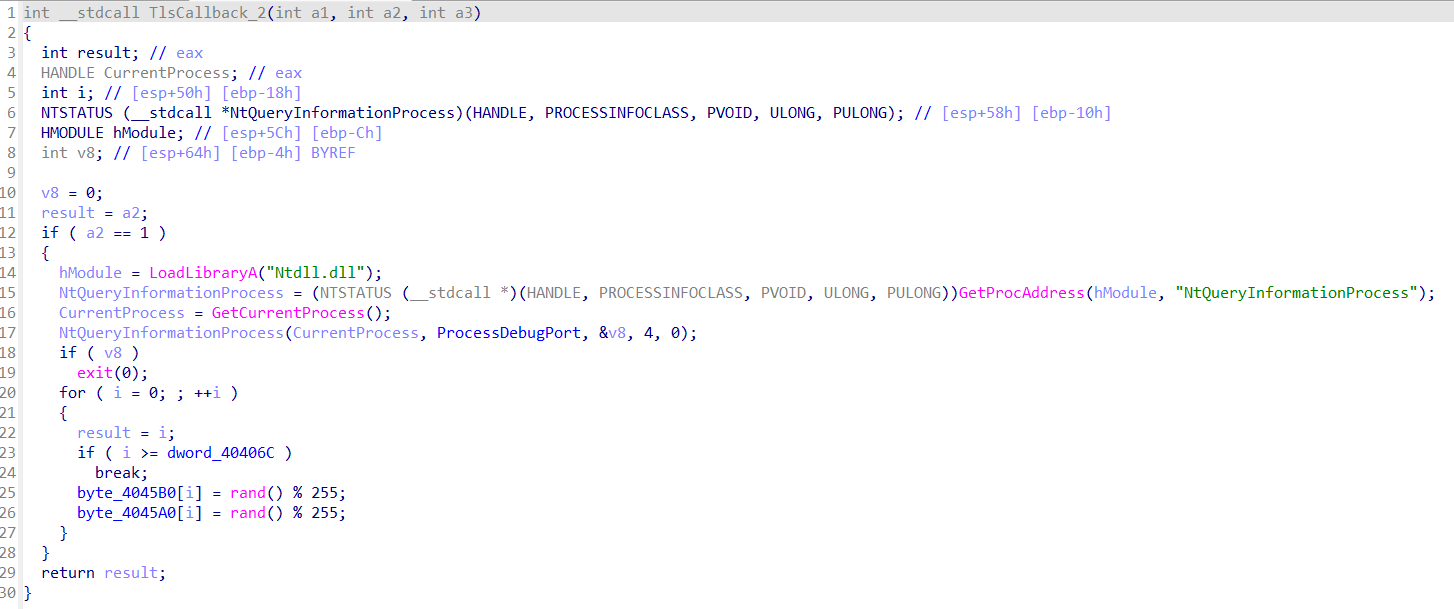 1 int __stdcall TlsCallback_2(int a1, int a2, int a3)
2 {
3   int result; // eax
4   HANDLE CurrentProcess; // eax
5   int i; // [esp+50h] [ebp-18h]
6   NTSTATUS (__stdcall *NtQueryInformationProcess)(HANDLE, PROCESSINFOCLASS, PVOID, ULONG, PULONG); // [esp+58h] [ebp-10h]
7   HMODULE hModule; // [esp+5Ch] [ebp-Ch]
8   int v8; // [esp+64h] [ebp-4h] BYREF
9
10   v8 = 0;
11   result = a2;
12   if ( a2 == 1 )
13   {
14     hModule = LoadLibraryA("Ntdll.dll");
15     NtQueryInformationProcess = (NTSTATUS (__stdcall *)(HANDLE, PROCESSINFOCLASS, PVOID, ULONG, PULONG))GetProcAddress(hModule, "NtQueryInformationProcess");
16     CurrentProcess = GetCurrentProcess();
17     NtQueryInformationProcess(CurrentProcess, ProcessDebugPort, &v8, 4, 0);
18     if ( v8 )
19       exit(0);
20     for ( i = 0; ; ++i )
21     {
22       result = i;
23       if ( i >= dword_40406C )
24         break;
25       byte_4045B0[i] = rand() % 255;
26       byte_4045A0[i] = rand() % 255;
27     }
28   }
29   return result;
30 }